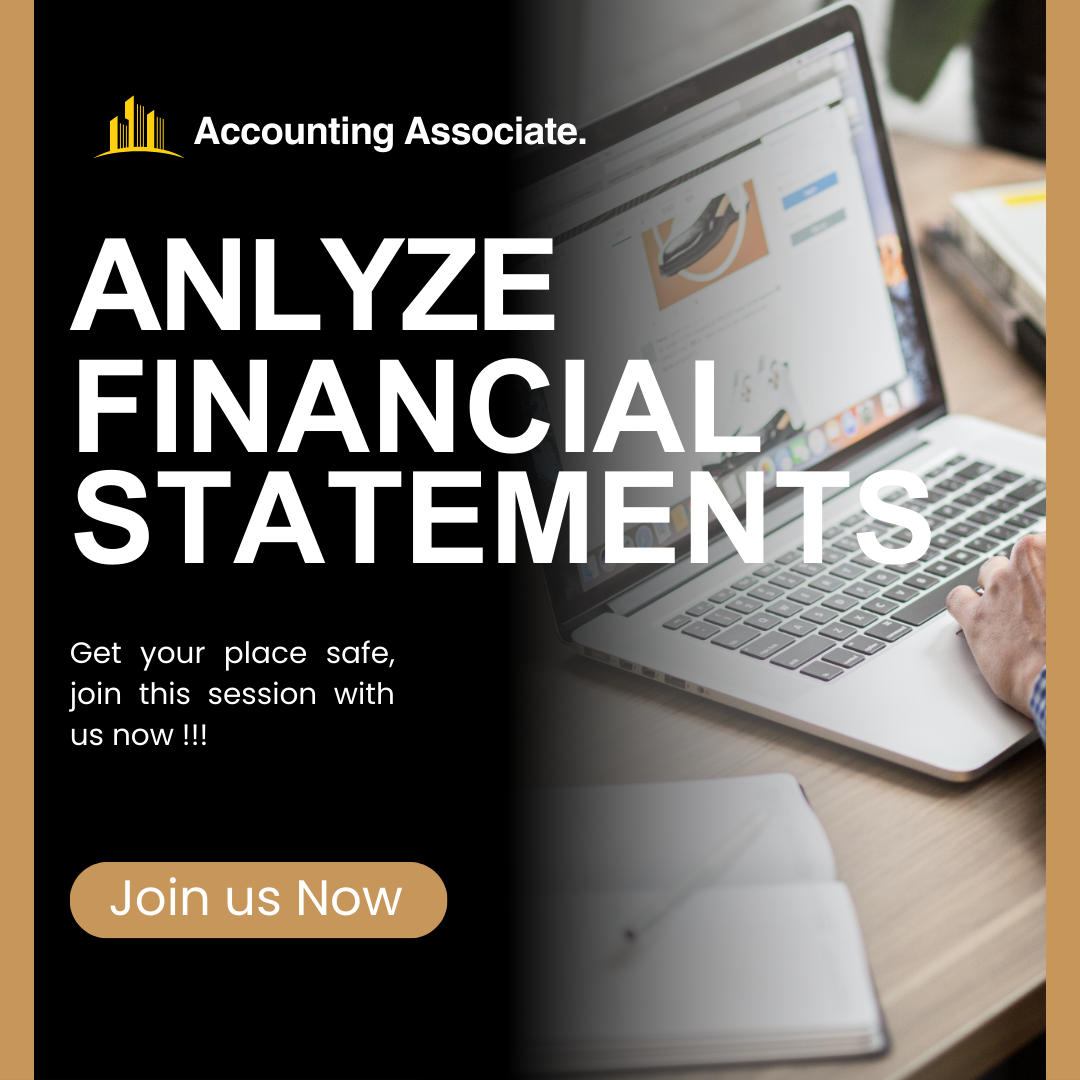 Accounting Associate.
ANLYZE
FINANCIAL
STATEMENTS
Get your place safe,
join this session with
us now !!!
Join us Now